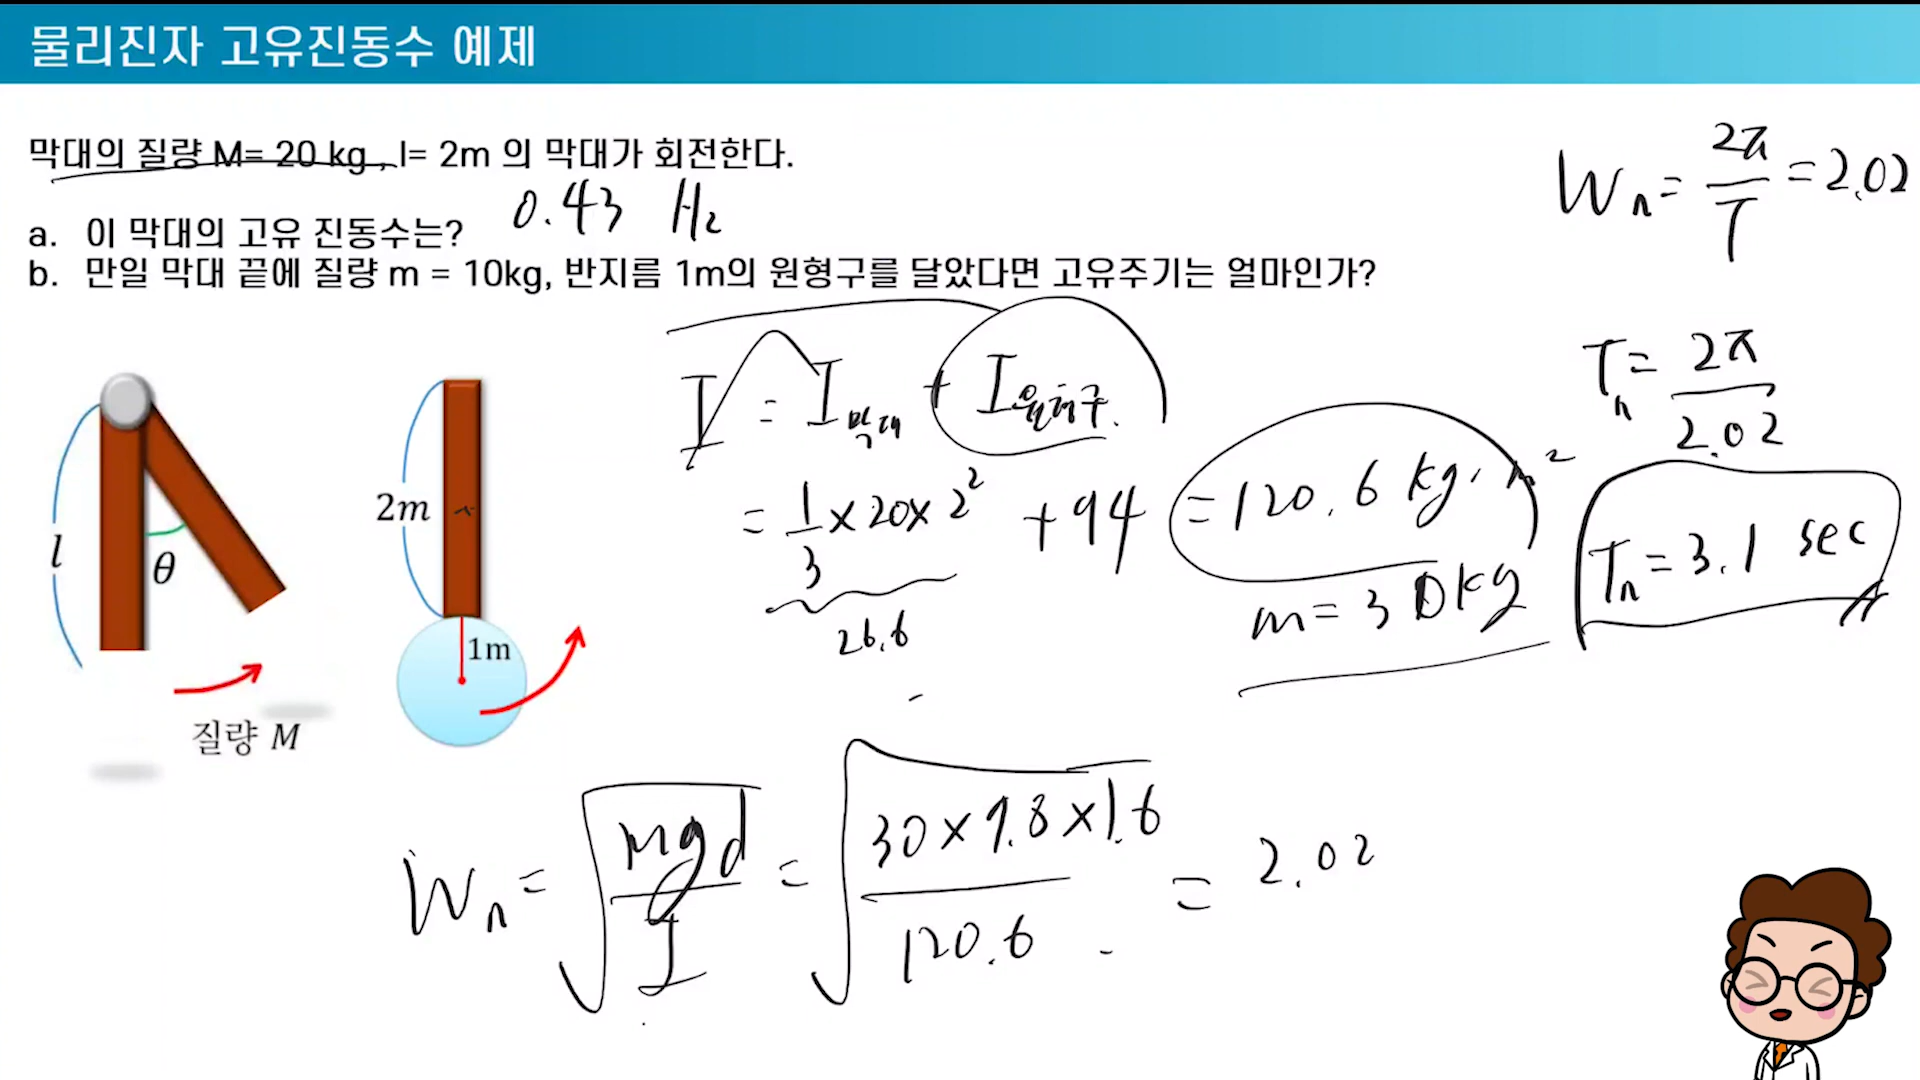 물리진자 고유진동수 예제
막대의 질량 M= 20 kg , l= 2m 의 막대가 회전한다.
a. 이 막대의 고유 진동수는? 0.43 Hz
b. 만일 막대 끝에 질량 m = 10kg, 반지름 1m의 원형구를 달았다면 고유주기는 얼마인가?
Wn = 2π/T = 2.02
Tn = 2π/2.02
Tn = 3.1 sec
I = I막대 + I원형구.
= 1/3 × 20 × 2² + 94 = 120.6 kg·m²
26.6
m = 30kg
l
θ
질량 M
2m
1m
Wn = √(Mgd/I) = √(30×9.8×1.6/120.6) = 2.02